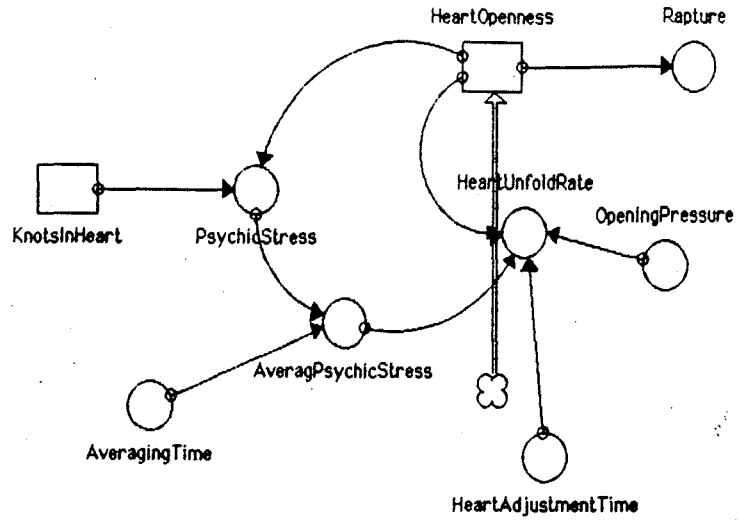 HeartOpenness
Rapture
HeartUnfoldRate
OpeningPressure
KnotsInHeart
PsychicStress
AveragPsychicStress
AveragingTime
HeartAdjustmentTime